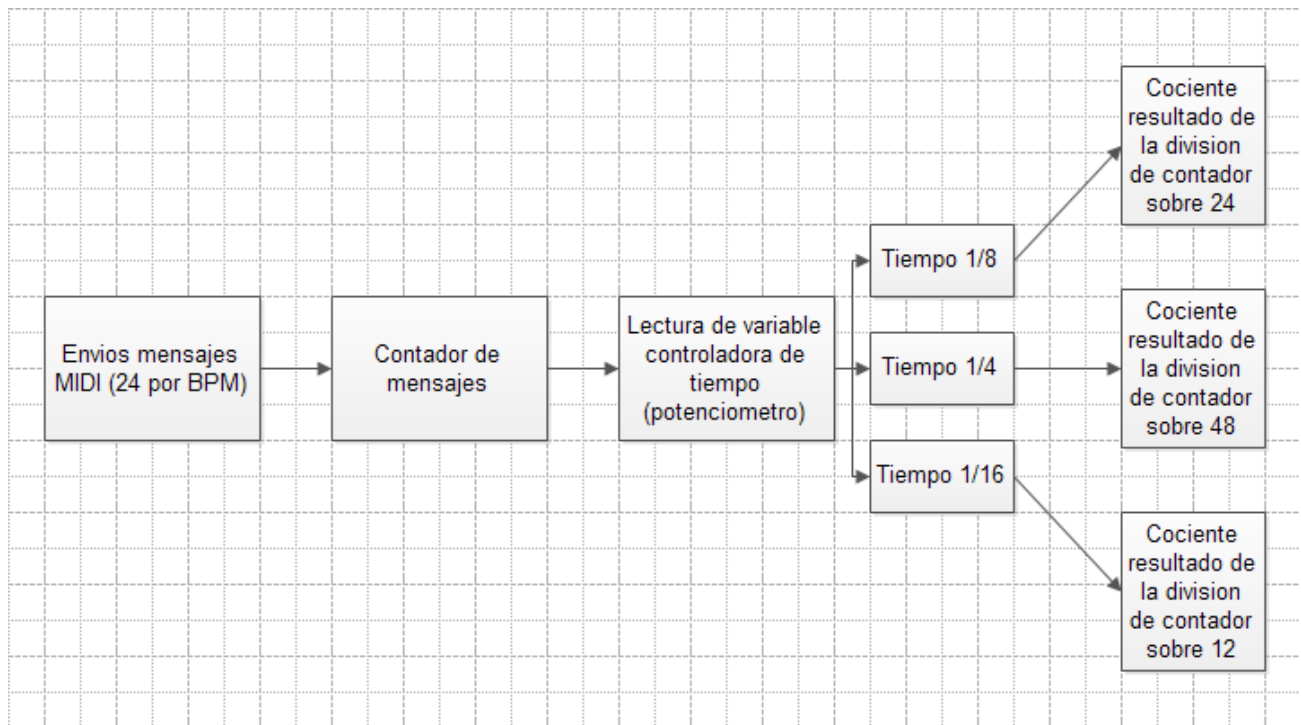 Envios mensajes
MIDI (24 por BPM)
Contador de
mensajes
Lectura de variable
controladora de
tiempo
(potenciometro)
Tiempo 1/8
Tiempo 1/4
Tiempo 1/16
Cociente
resultado de
la division
de contador
sobre 24
Cociente
resultado de
la division
de contador
sobre 48
Cociente
resultado de
la division
de contador
sobre 12